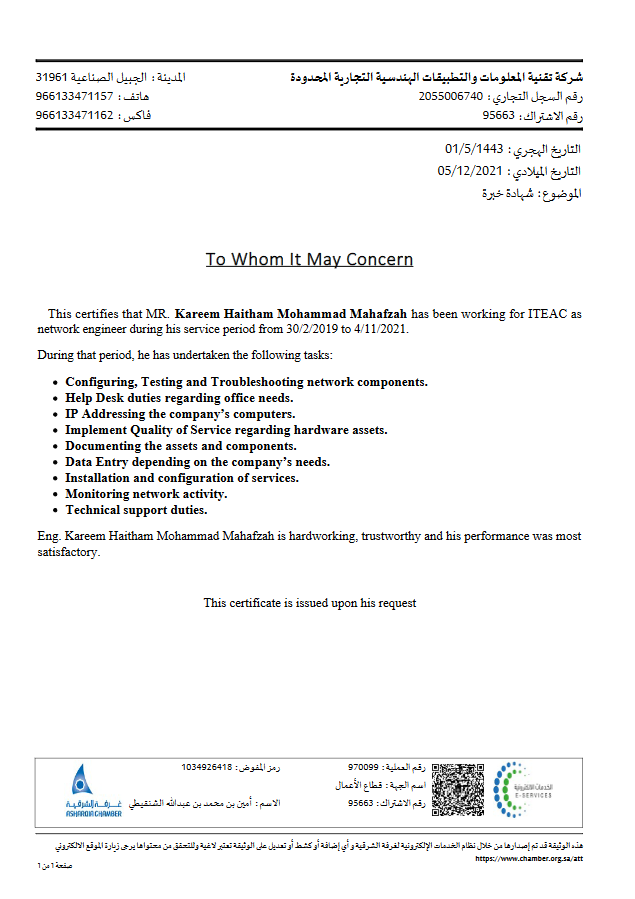 شركة تقنية المعلومات والتطبيقات الهندسية التجارية المحدودة
المدينة: الجبيل الصناعية 31961
رقم السجل التجاري: 2055006740
هاتف: 966133471157
رقم الاشتراك: 95663
فاكس: 966133471162
التاريخ الهجري: 01/5/1443
التاريخ الميلادي: 05/12/2021
الموضوع: شهادة خبرة
To Whom It May Concern
This certifies that MR. Kareem Haitham Mohammad Mahafzah has been working for ITEAC as
network engineer during his service period from 30/2/2019 to 4/11/2021.
During that period, he has undertaken the following tasks:
• Configuring, Testing and Troubleshooting network components.
• Help Desk duties regarding office needs.
• IP Addressing the company’s computers.
• Implement Quality of Service regarding hardware assets.
• Documenting the assets and components.
• Data Entry depending on the company’s needs.
• Installation and configuration of services.
• Monitoring network activity.
• Technical support duties.
Eng. Kareem Haitham Mohammad Mahafzah is hardworking, trustworthy and his performance was most
satisfactory.
This certificate is issued upon his request
الخدمات الالكترونية
E-SERVICES
رقم العملية: 970099
اسم الجهة: قطاع الأعمال
رقم الاشتراك: 95663
رمز المفوض: 1034926418
الاسم: أمين بن محمد بن عبدالله الشنقيطي
غرفة الشرقية
ASHARQIA CHAMBER
هذه الوثيقة قد تم إصدارها من خلال نظام الخدمات الإلكترونية لغرفة الشرقية و أي إضافة أو كشط أو تعديل على الوثيقة تعتبر لاغية وللتحقق من محتواها يرجى زيارة الموقع الالكتروني
https://www.chamber.org.sa/att
صفحة 1 من 1